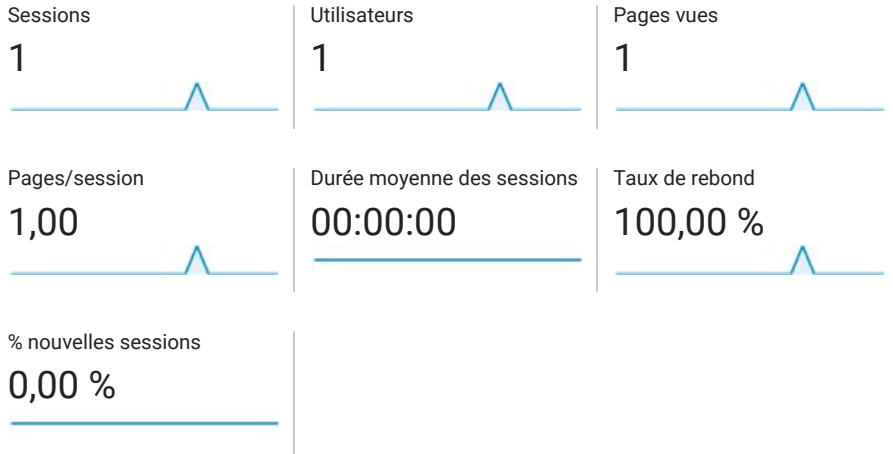 Sessions
1
Utilisateurs
1
Pages vues
1
Pages/session
1,00
Durée moyenne des sessions
00:00:00
Taux de rebond
100,00 %
% nouvelles sessions
0,00 %